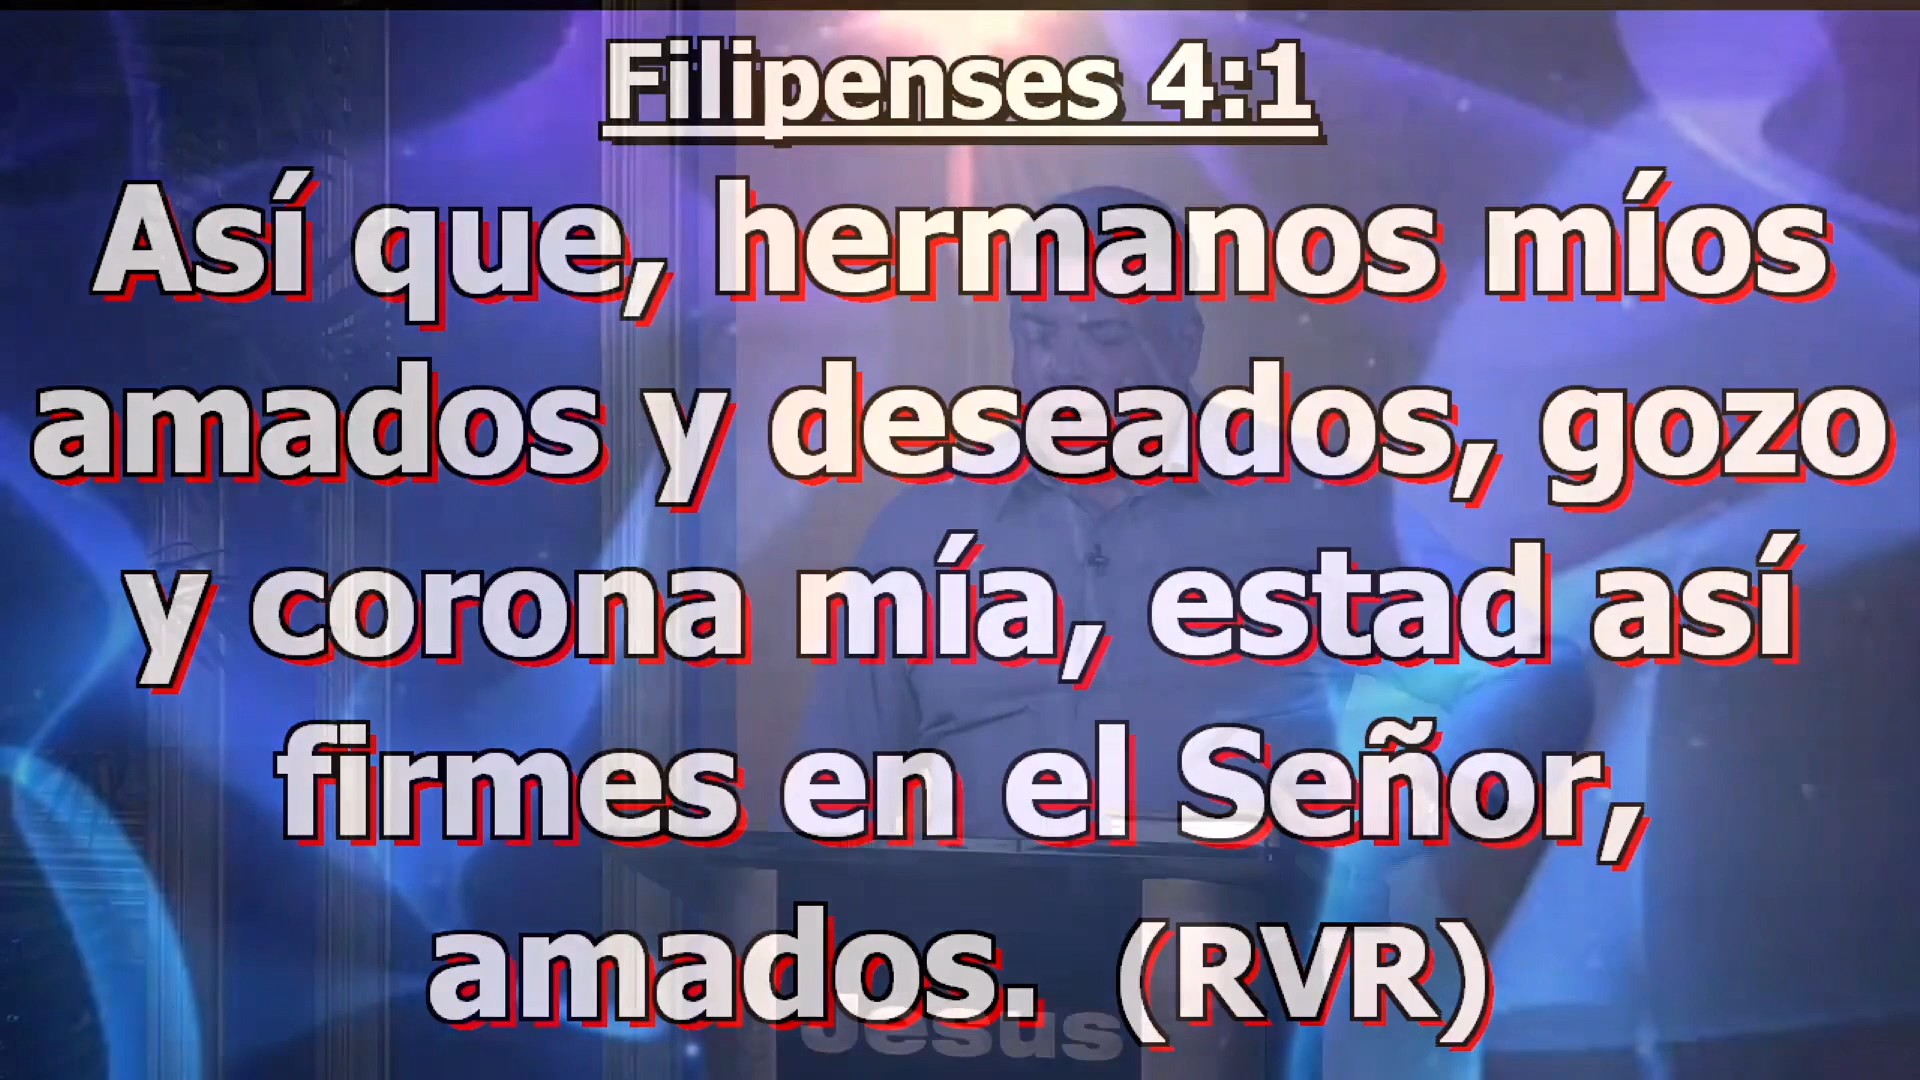 Filipenses 4:1
Así que, hermanos míos
amados y deseados, gozo
y corona mía, estad así
firmes en el Señor,
amados. (RVR)
Jesus